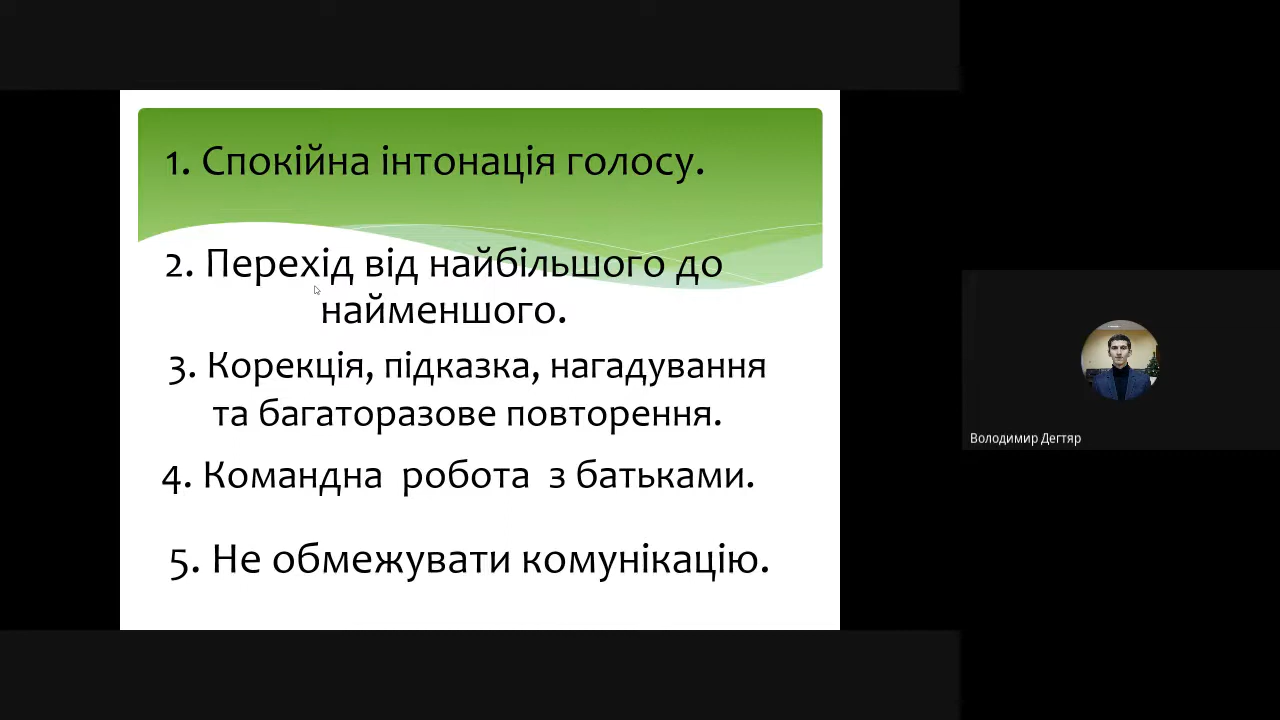 1. Спокійна інтонація голосу.
2. Перехід від найбільшого до
найменшого.
3. Корекція, підказка, нагадування
та багаторазове повторення.
4. Командна робота з батьками.
5. Не обмежувати комунікацію.
Володимир Дегтяр